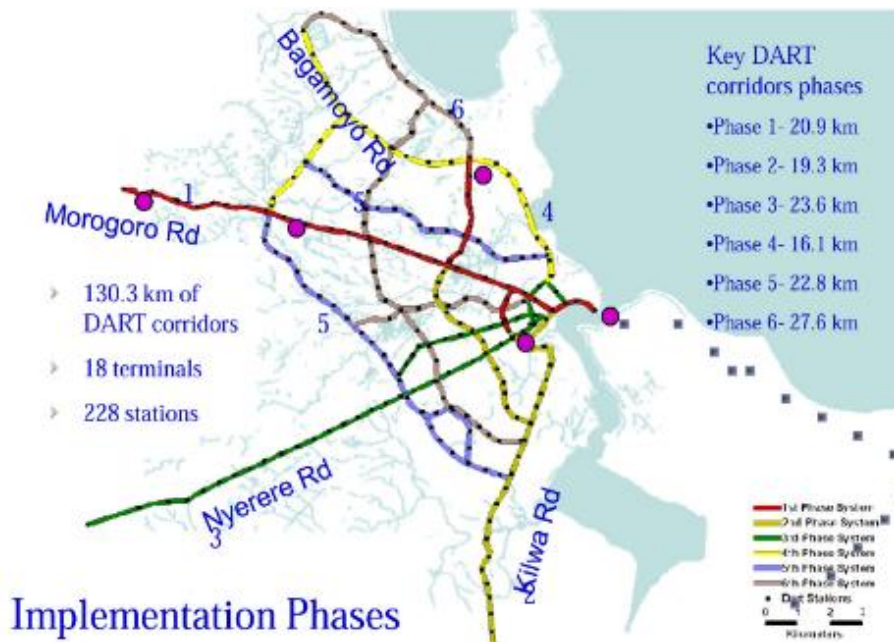 Key DART
corridors phases
•Phase 1- 20.9 km
•Phase 2- 19.3 km
•Phase 3- 23.6 km
•Phase 4- 16.1 km
•Phase 5- 22.8 km
•Phase 6- 27.6 km
Bagamoyo Rd
6
1
Morogoro Rd
5
4
130.3 km of
DART corridors
18 terminals
228 stations
5
Nyerere Rd
3
Kilwa Rd
1st Phase System
2nd Phase System
3rd Phase System
4th Phase System
5th Phase System
6th Phase System
Dart Stations
0 1 2
Kilometers
Implementation Phases